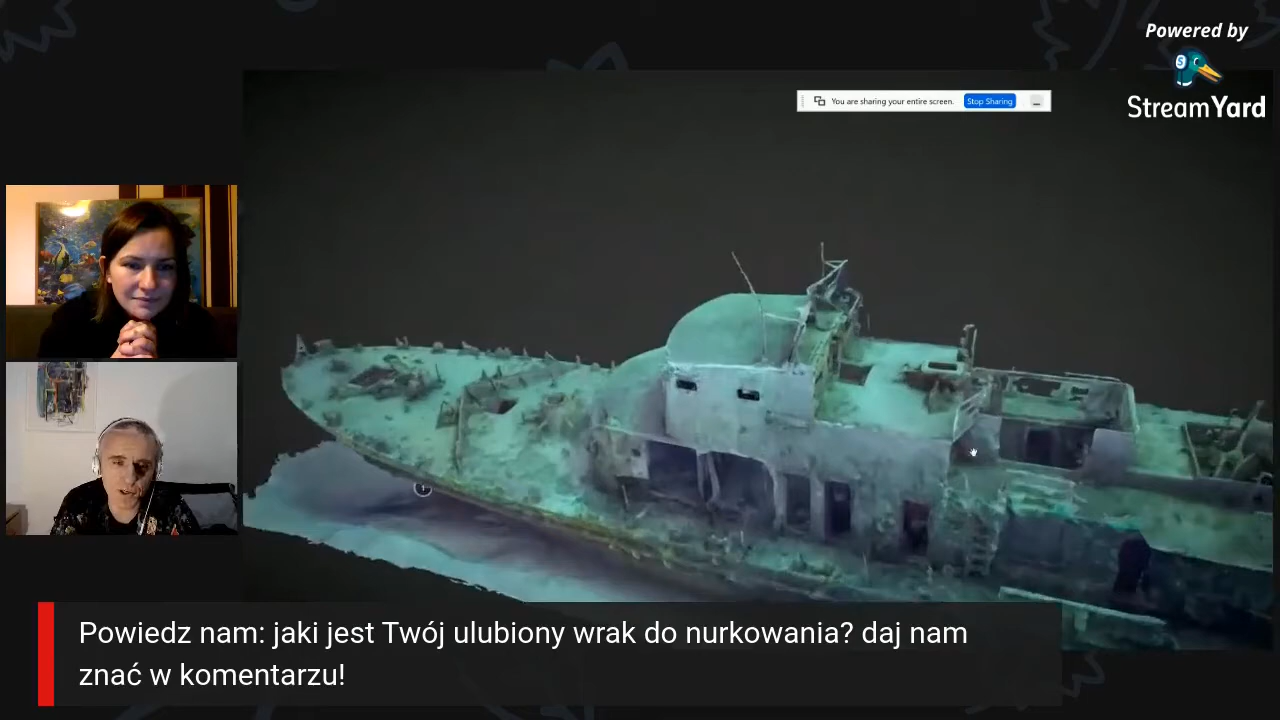 Powered by
StreamYard
You are sharing your entire screen.
Stop Sharing
Powiedz nam: jaki jest Twój ulubiony wrak do nurkowania? daj nam
znać w komentarzu!